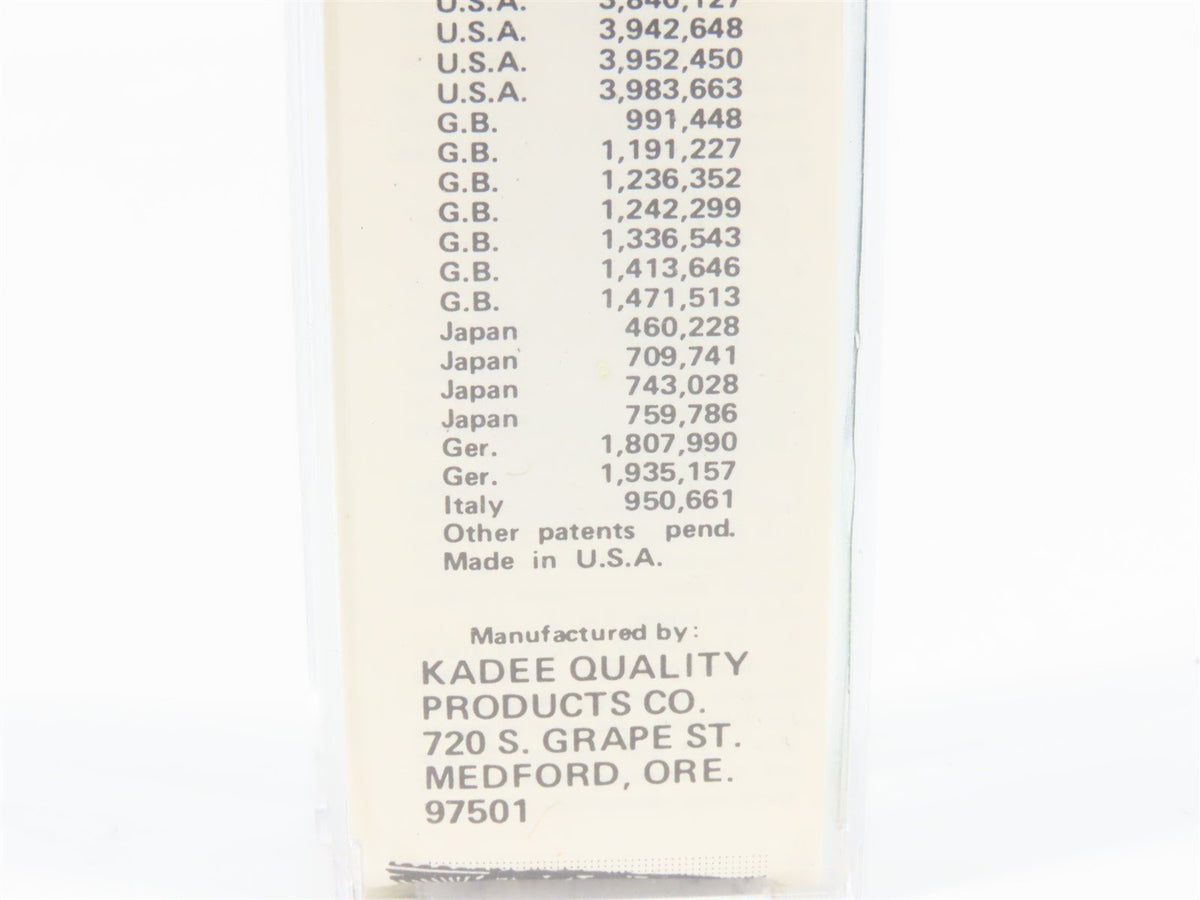 U.S.A. 3,840,127
U.S.A. 3,942,648
U.S.A. 3,952,450
U.S.A. 3,983,663
G.B. 991,448
G.B. 1,191,227
G.B. 1,236,352
G.B. 1,242,299
G.B. 1,336,543
G.B. 1,413,646
G.B. 1,471,513
Japan 460,228
Japan 709,741
Japan 743,028
Japan 759,786
Ger. 1,807,990
Ger. 1,935,157
Italy 950,661
Other patents pend.
Made in U.S.A.
Manufactured by:
KADEE QUALITY
PRODUCTS CO.
720 S. GRAPE ST.
MEDFORD, ORE.
97501